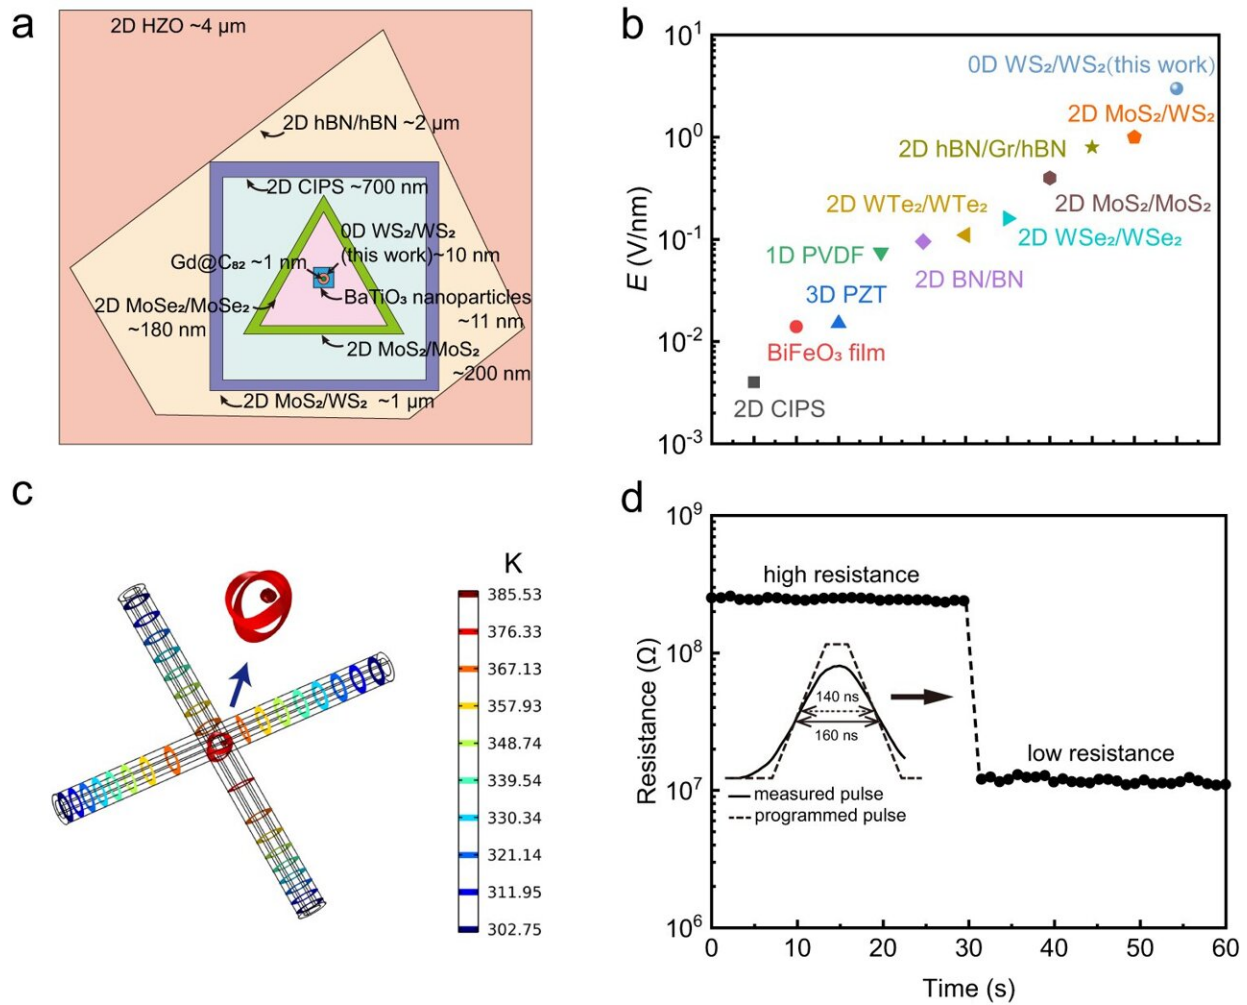 a
2D HZO ~4 μm
2D hBN/hBN ~2 μm
2D CIPS ~700 nm
0D WS₂/WS₂
(this work)~10 nm
Gd@C₈₂ ~1 nm
BaTiO₃ nanoparticles
~11 nm
2D MoSe₂/MoSe₂
~180 nm
2D MoS₂/MoS₂
~200 nm
2D MoS₂/WS₂ ~1 μm
b
E (V/nm)
10¹
10⁰
10⁻¹
10⁻²
10⁻³
0D WS₂/WS₂(this work)
2D MoS₂/WS₂
2D hBN/Gr/hBN
2D MoS₂/MoS₂
2D WTe₂/WTe₂
2D WSe₂/WSe₂
1D PVDF
2D BN/BN
3D PZT
BiFeO₃ film
2D CIPS
c
K
385.53
376.33
367.13
357.93
348.74
339.54
330.34
321.14
311.95
302.75
d
Resistance (Ω)
10⁹
10⁸
10⁷
10⁶
high resistance
140 ns
160 ns
low resistance
measured pulse
programmed pulse
0 10 20 30 40 50 60
Time (s)